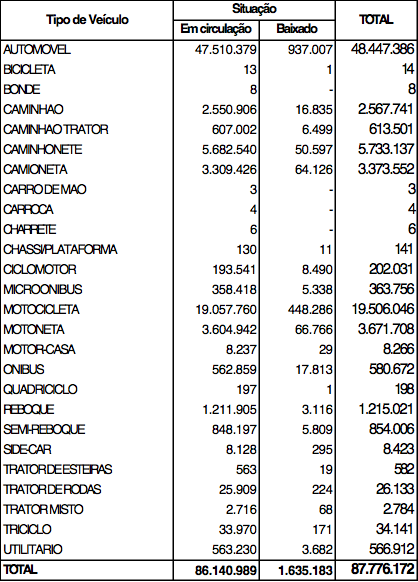 Tipo de Veículo Situação TOTAL
Em circulação Baixado
AUTOMOVEL 47.510.379 937.007 48.447.386
BICICLETA 13 1 14
BONDE 8 - 8
CAMINHAO 2.550.906 16.835 2.567.741
CAMINHAO TRATOR 607.002 6.499 613.501
CAMINHONETE 5.682.540 50.597 5.733.137
CAMIONETA 3.309.426 64.126 3.373.552
CARRO DE MAO 3 - 3
CARROCA 4 - 4
CHARRETE 6 - 6
CHASSI/PLATAFORMA 130 11 141
CICLOMOTOR 193.541 8.490 202.031
MICROONIBUS 358.418 5.338 363.756
MOTOCICLETA 19.057.760 448.286 19.506.046
MOTONETA 3.604.942 66.766 3.671.708
MOTOR-CASA 8.237 29 8.266
ONIBUS 562.859 17.813 580.672
QUADRICICLO 197 1 198
REBOQUE 1.211.905 3.116 1.215.021
SEMI-REBOQUE 848.197 5.809 854.006
SIDE-CAR 8.128 295 8.423
TRATOR DE ESTEIRAS 563 19 582
TRATOR DE RODAS 25.909 224 26.133
TRATOR MISTO 2.716 68 2.784
TRICICLO 33.970 171 34.141
UTILITARIO 563.230 3.682 566.912
TOTAL 86.140.989 1.635.183 87.776.172